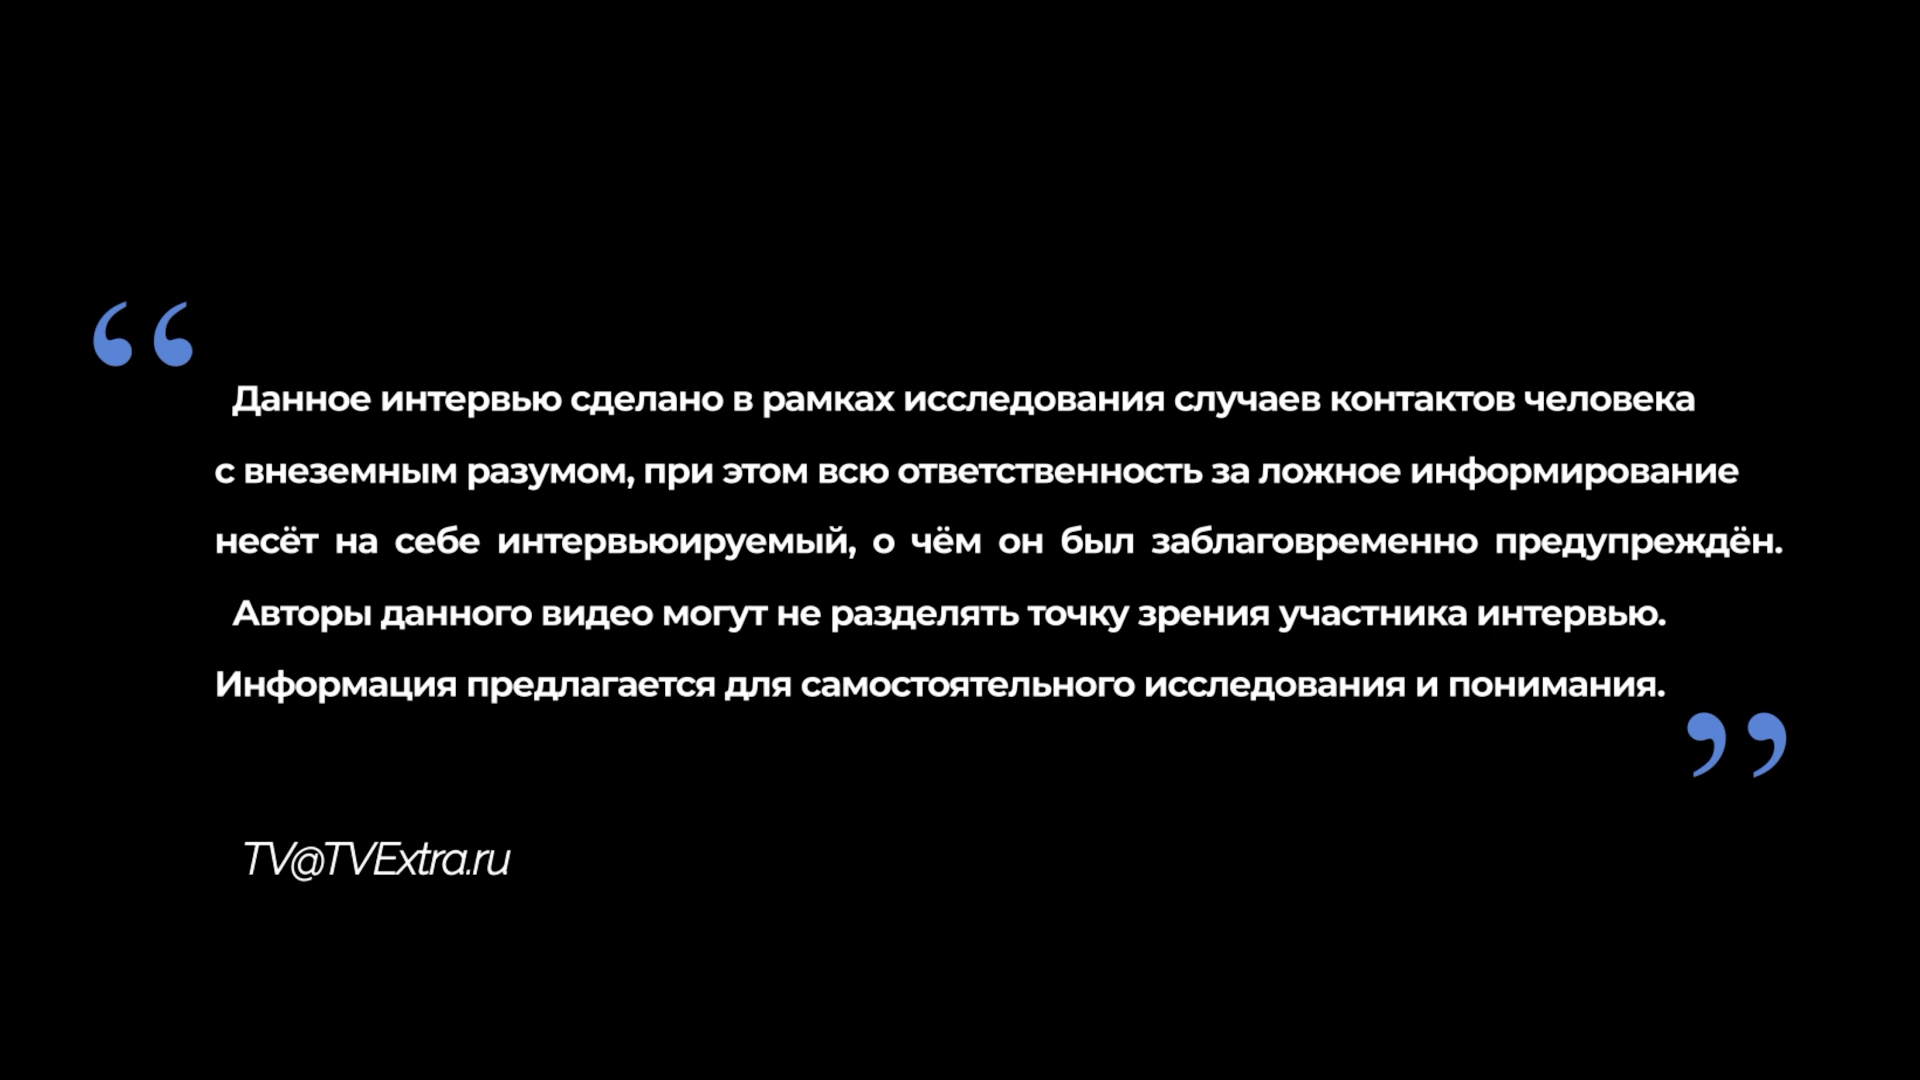 Данное интервью сделано в рамках исследования случаев контактов человека
с внеземным разумом, при этом всю ответственность за ложное информирование
несёт на себе интервьюируемый, о чём он был заблаговременно предупреждён.
Авторы данного видео могут не разделять точку зрения участника интервью.
Информация предлагается для самостоятельного исследования и понимания.
TV@TVExtra.ru